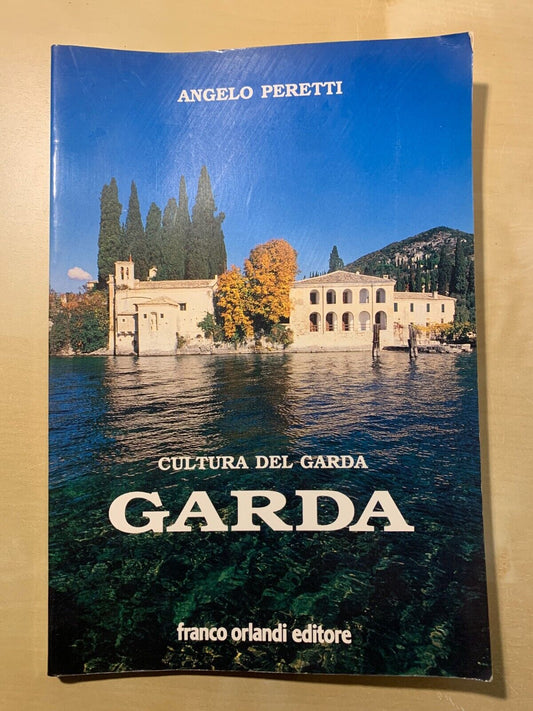 ANGELO PERETTI
CULTURA DEL GARDA
GARDA
franco orlandi editore